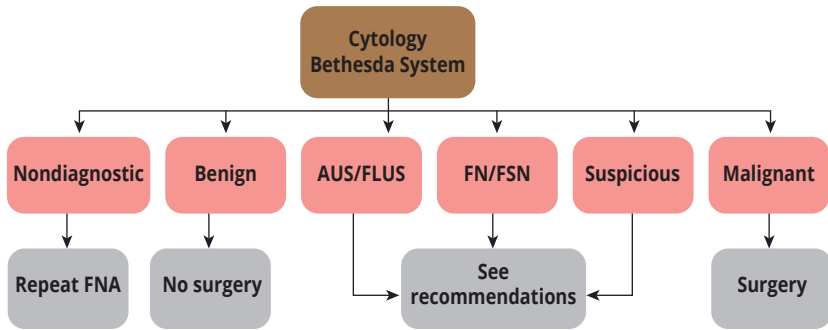 Cytology
Bethesda System
Nondiagnostic
Benign
AUS/FLUS
FN/FSN
Suspicious
Malignant
Repeat FNA
No surgery
See
recommendations
Surgery